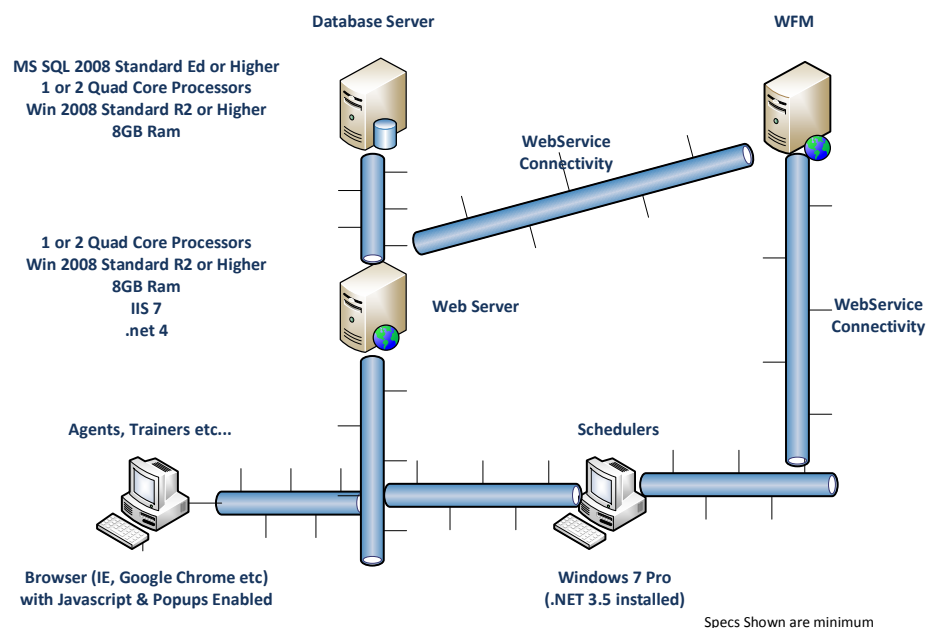 Database Server
WFM
MS SQL 2008 Standard Ed or Higher
1 or 2 Quad Core Processors
Win 2008 Standard R2 or Higher
8GB Ram
WebService
Connectivity
1 or 2 Quad Core Processors
Win 2008 Standard R2 or Higher
8GB Ram
IIS 7
.net 4
Web Server
WebService
Connectivity
Agents, Trainers etc...
Schedulers
Browser (IE, Google Chrome etc)
with Javascript & Popups Enabled
Windows 7 Pro
(.NET 3.5 installed)
Specs Shown are minimum